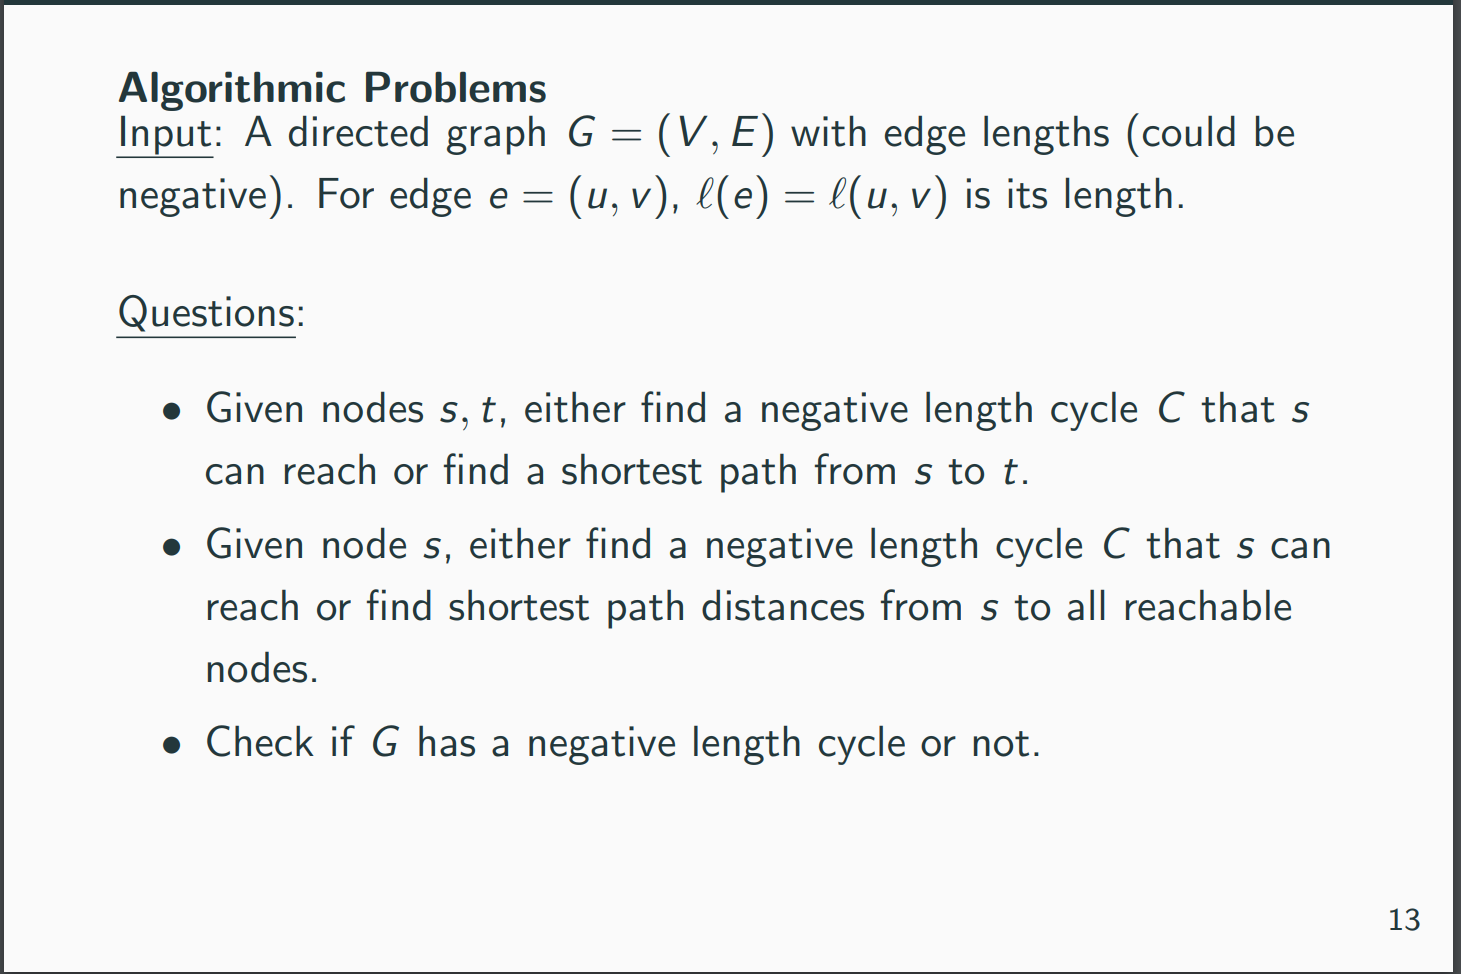 Algorithmic Problems
Input: A directed graph G = (V, E) with edge lengths (could be
negative). For edge e = (u, v), ℓ(e) = ℓ(u, v) is its length.
Questions:
• Given nodes s, t, either find a negative length cycle C that s
can reach or find a shortest path from s to t.
• Given node s, either find a negative length cycle C that s can
reach or find shortest path distances from s to all reachable
nodes.
• Check if G has a negative length cycle or not.
13